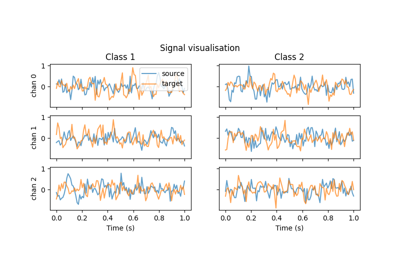 Signal visualisation
Class 1
Class 2
source
target
chan 0
1
0
chan 1
1
0
chan 2
1
0
0.0 0.2 0.4 0.6 0.8 1.0
0.0 0.2 0.4 0.6 0.8 1.0
Time (s)
Time (s)